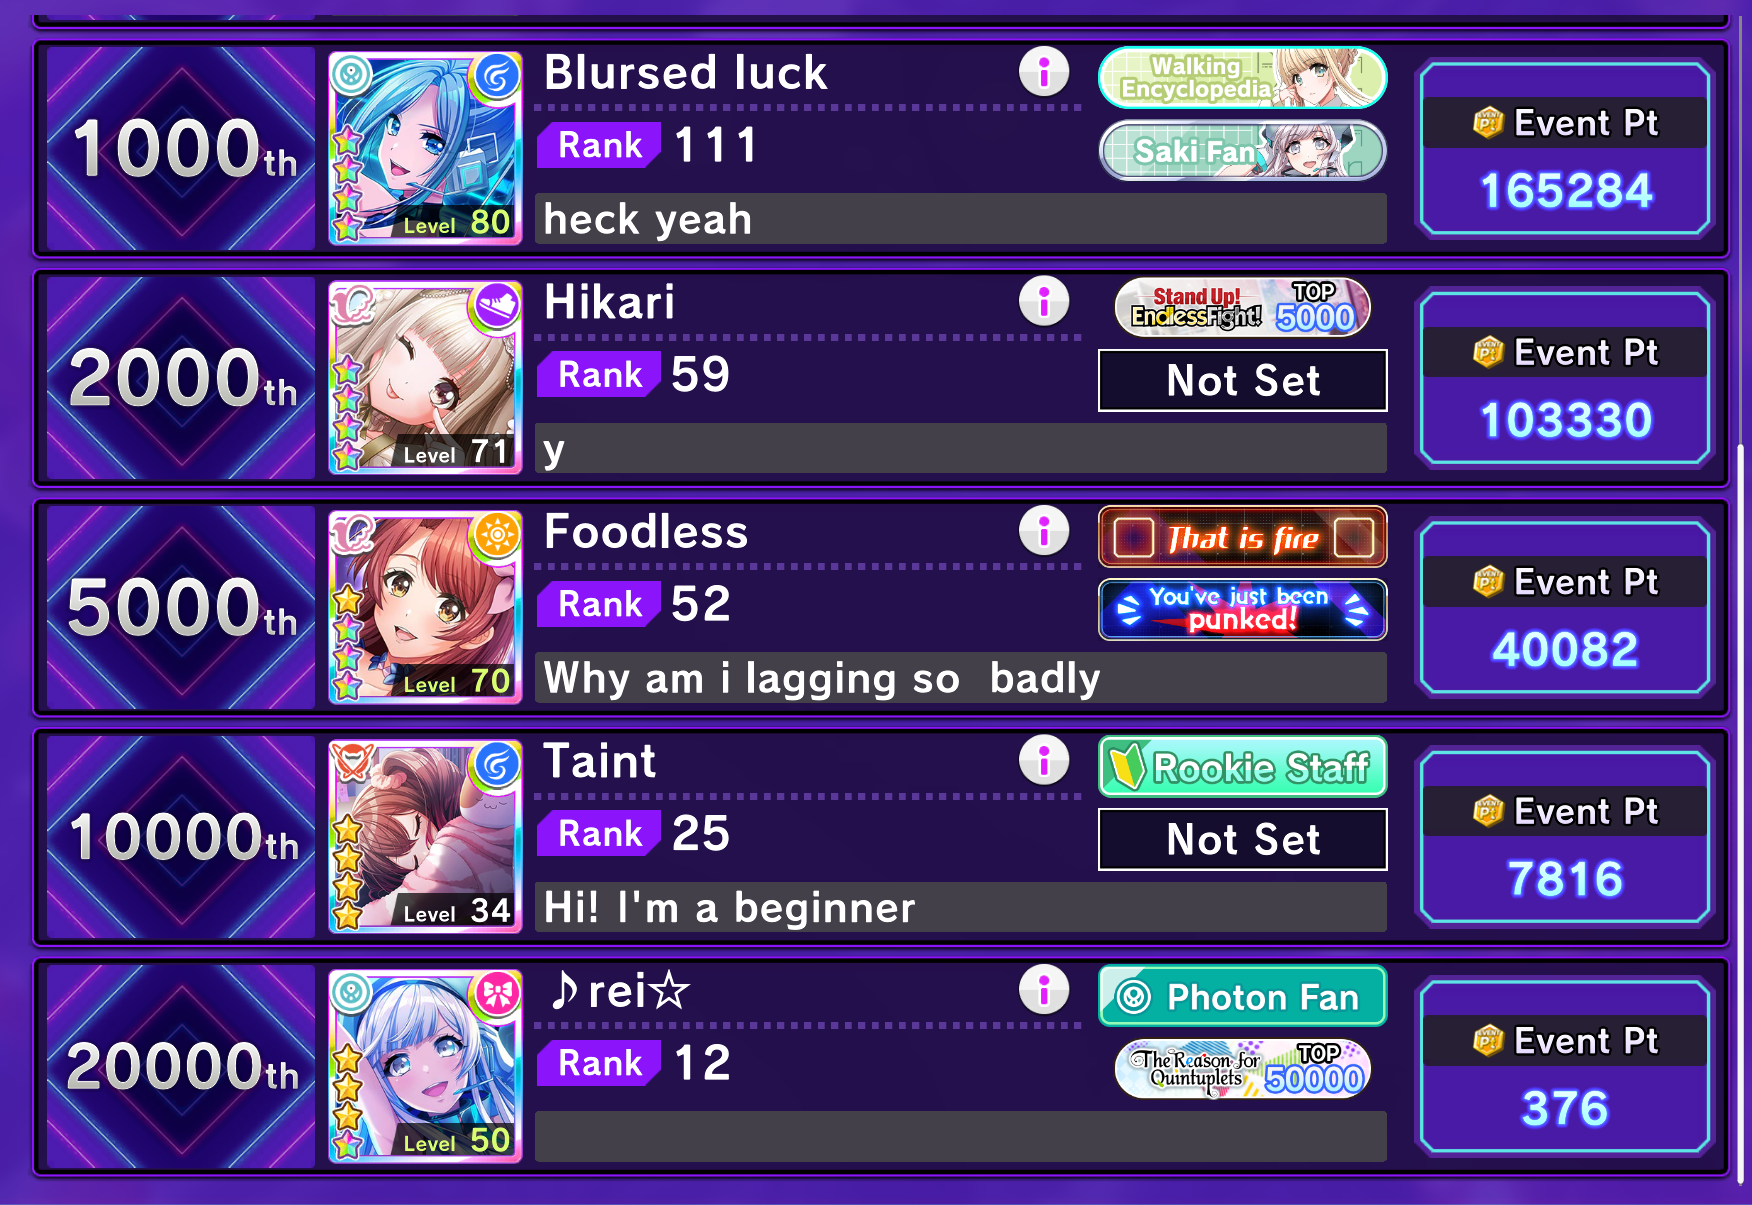 1000th
Blursed luck
Walking
Encyclopedia
Rank 111
Saki Fan
Level 80
heck yeah
Event Pt
165284
2000th
Hikari
Stand Up!
EndlessFight!
TOP
5000
Rank 59
Not Set
Level 71
y
Event Pt
103330
5000th
Foodless
That is fire
Rank 52
You've just been
punked!
Level 70
Why am i lagging so  badly
Event Pt
40082
10000th
Taint
Rookie Staff
Rank 25
Not Set
Level 34
Hi! I'm a beginner
Event Pt
7816
20000th
♪rei☆
Photon Fan
Rank 12
The Reason for
Quintuplets
TOP
50000
Level 50
Event Pt
376